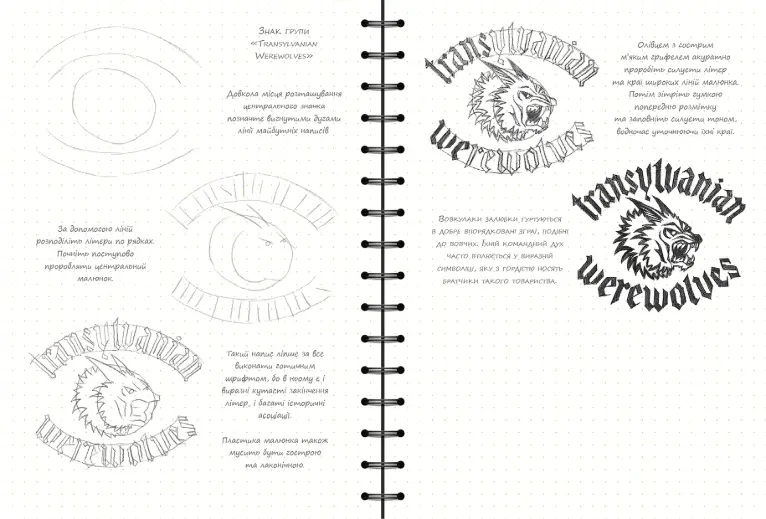 Знак групи
«Transylvanian
Werewolves»
Довкола місця розташування
центрального значка
позначте вигнутими дугами
лінії майбутніх написів
За допомогою ліній
розподіліть літери по рядках.
Почніть поступово
проробляти центральний
малюнок.
transylvanian
werewolves
Такий напис ліпше за все
виконати готичним
шрифтом, бо в ньому є і
виразні кутасті закінчення
літер, і багаті історичні
асоціації.
Пластика малюнка також
мусить бути гострою
та лаконічною.
transylvanian
werewolves
Олівцем з гострим
м'яким грифелем акуратно
проробіть силуети літер
та краї широких ліній малюнка.
Потім зітріть гумкою
попередню розмітку
та заповніть силуети тоном,
водночас уточнюючи їхні краї.
transylvanian
werewolves
Вовкулаки залюбки гуртуються
в добре впорядковані зграї, подібні
до вовчих. Їхній командний дух
часто втілюється у виразній
символіці, яку з гордістю носять
братчики такого товариства.